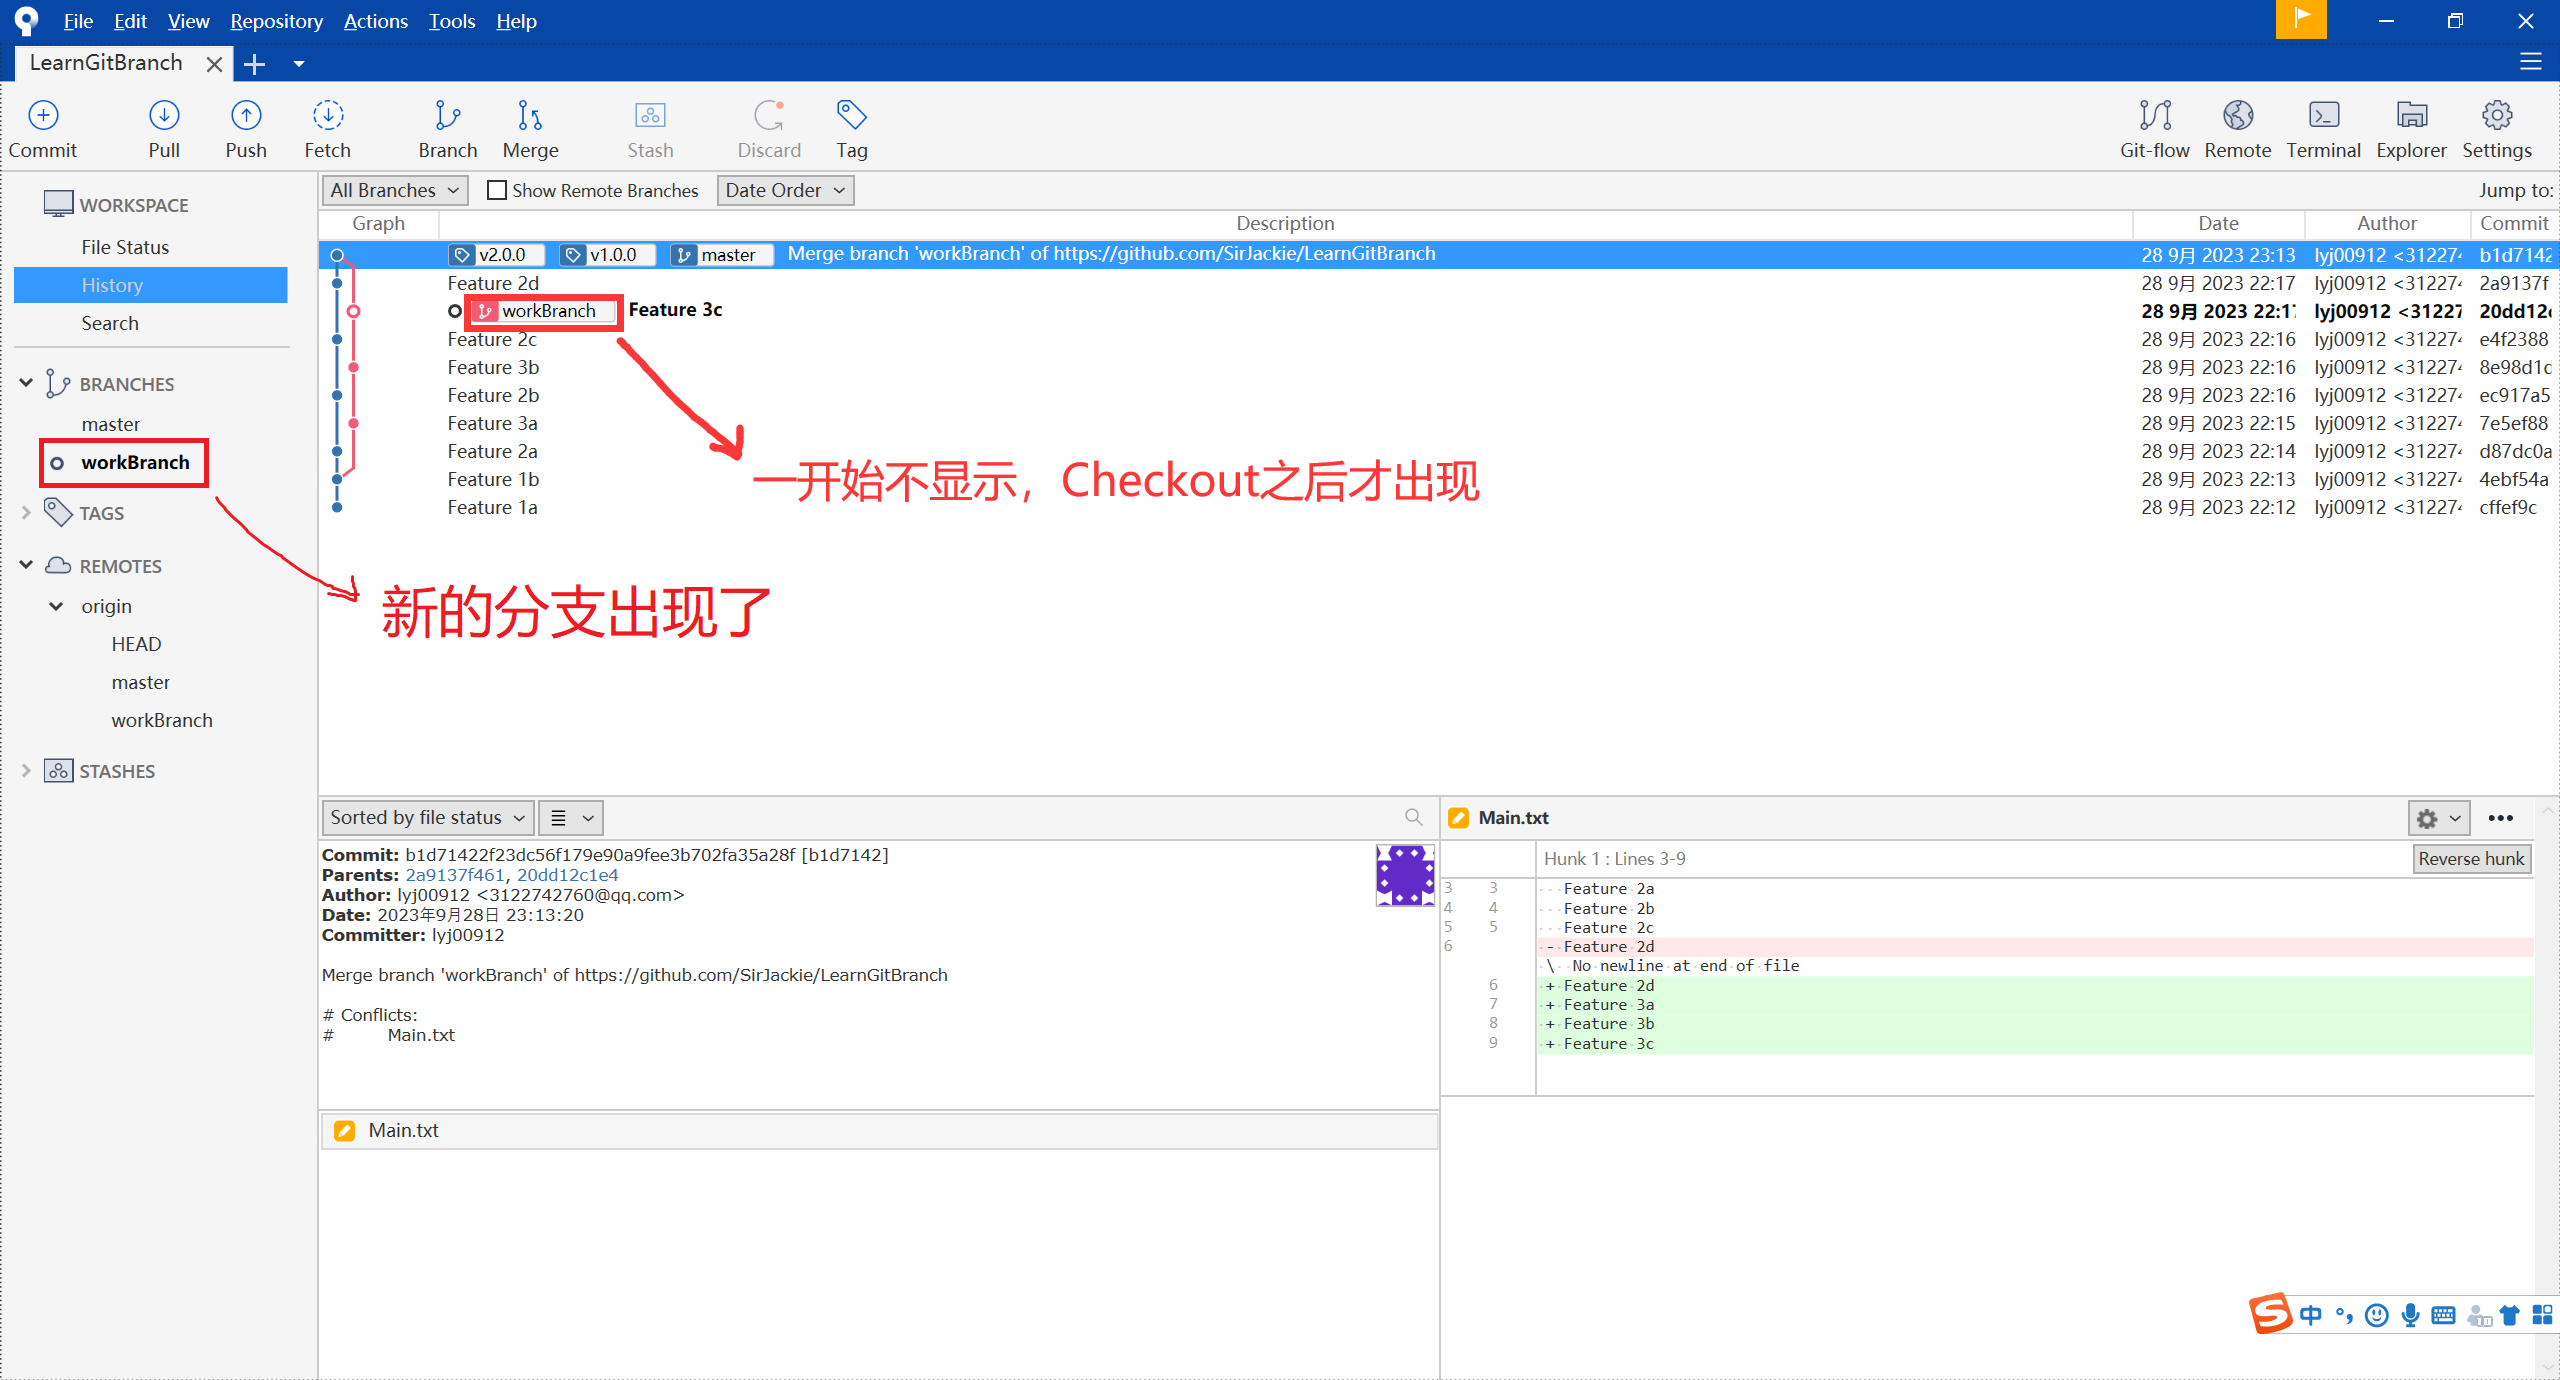 File Edit View Repository Actions Tools Help
LearnGitBranch
Commit Pull Push Fetch Branch Merge Stash Discard Tag Git-flow Remote Terminal Explorer Settings
WORKSPACE
File Status
History
Search
BRANCHES
master
workBranch
TAGS
REMOTES
origin
HEAD
master
workBranch
STASHES
All Branches Show Remote Branches Date Order Jump to:
Graph Description Date Author Commit
v2.0.0 v1.0.0 master Merge branch 'workBranch' of https://github.com/SirJackie/LearnGitBranch 28 9月 2023 23:13 lyj00912 <312274 b1d7142
Feature 2d 28 9月 2023 22:17 lyj00912 <312274 2a9137f
workBranch Feature 3c 28 9月 2023 22:17 lyj00912 <31227 20dd12c
Feature 2c 28 9月 2023 22:16 lyj00912 <312274 e4f2388
Feature 3b 28 9月 2023 22:16 lyj00912 <312274 8e98d1d
Feature 2b 28 9月 2023 22:16 lyj00912 <312274 ec917a5
Feature 3a 28 9月 2023 22:15 lyj00912 <312274 7e5ef88
Feature 2a 28 9月 2023 22:14 lyj00912 <312274 d87dc0a
Feature 1b 28 9月 2023 22:13 lyj00912 <312274 4ebf54a
Feature 1a 28 9月 2023 22:12 lyj00912 <312274 cffef9c
一开始不显示，Checkout之后才出现
新的分支出现了
Sorted by file status
Commit: b1d71422f23dc56f179e90a9fee3b702fa35a28f [b1d7142]
Parents: 2a9137f461, 20dd12c1e4
Author: lyj00912 <3122742760@qq.com>
Date: 2023年9月28日 23:13:20
Committer: lyj00912
Merge branch 'workBranch' of https://github.com/SirJackie/LearnGitBranch
# Conflicts:
# Main.txt
Main.txt
Main.txt
Hunk 1 : Lines 3-9 Reverse hunk
3 3 Feature 2a
4 4 Feature 2b
5 5 Feature 2c
6 - Feature 2d
\ No newline at end of file
6 + Feature 2d
7 + Feature 3a
8 + Feature 3b
9 + Feature 3c
S 中